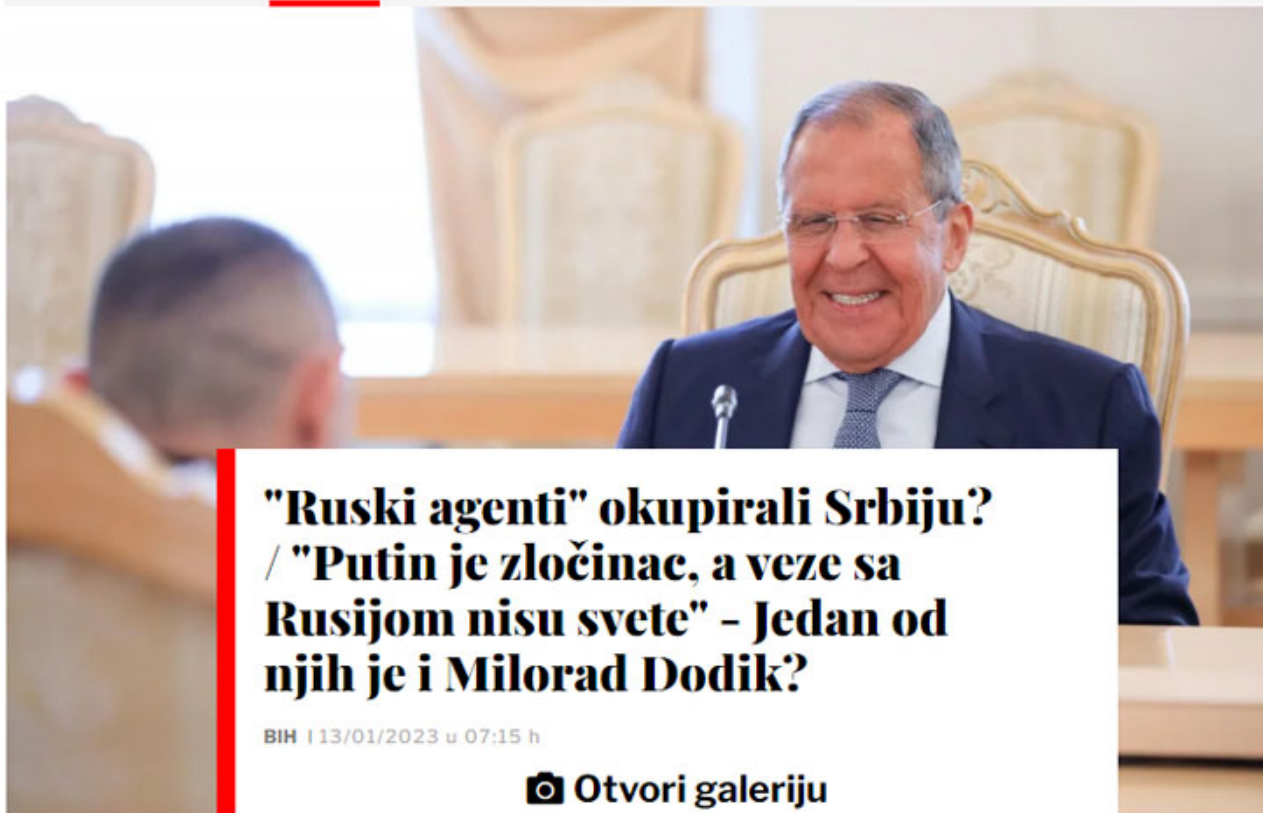 "Ruski agenti" okupirali Srbiju?
/ "Putin je zločinac, a veze sa
Rusijom nisu svete" - Jedan od
njih je i Milorad Dodik?
BIH | 13/01/2023 u 07:15 h
Otvori galeriju